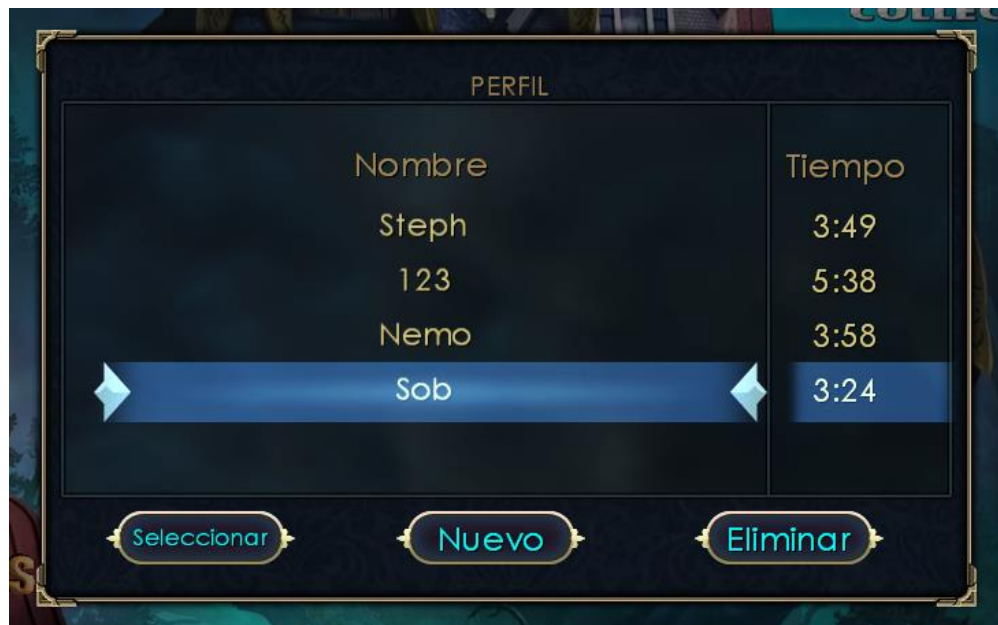 PERFIL
Nombre Tiempo
Steph 3:49
123 5:38
Nemo 3:58
Sob 3:24
Seleccionar Nuevo Eliminar